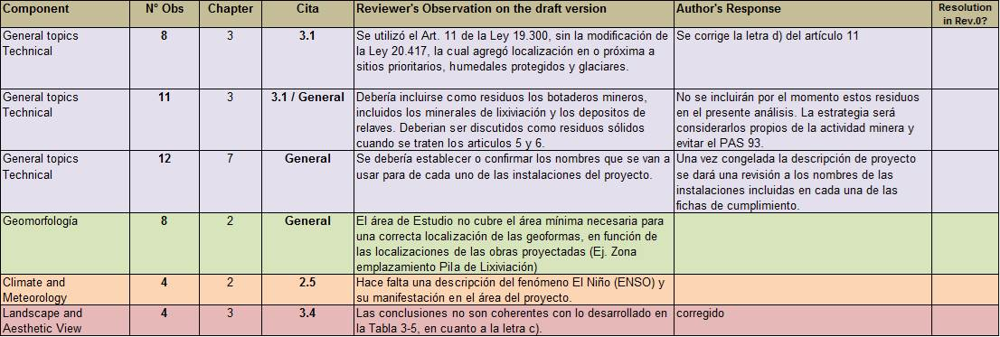 Component N° Obs Chapter Cita Reviewer's Observation on the draft version Author's Response Resolution
in Rev.0?
General topics 8 3 3.1 Se utilizó el Art. 11 de la Ley 19.300, sin la modificación de Se corrige la letra d) del artículo 11
Technical la Ley 20.417, la cual agregó localización en o próxima a
sitios prioritarios, humedales protegidos y glaciares.
General topics 11 3 3.1 / General Debería incluirse como residuos los botaderos mineros, No se incluirán por el momento estos residuos
Technical incluidos los minerales de lixiviación y los depositos de en el presente análisis. La estrategia será
relaves. Deberian ser discutidos como residuos sólidos considerarlos propios de la actividad minera y
cuando se traten los articulos 5 y 6. evitar el PAS 93.
General topics 12 7 General Se debería establecer o confirmar los nombres que se van a Una vez congelada la descripción de proyecto
Technical usar para de cada uno de las instalaciones del proyecto. se dará una revisión a los nombres de las
instalaciones incluidas en cada una de las
fichas de cumplimiento.
Geomorfología 8 2 General El área de Estudio no cubre el área mínima necesaria para
una correcta localización de las geoformas, en función de
las localizaciones de las obras proyectadas (Ej. Zona
emplazamiento Pila de Lixiviación)
Climate and 4 2 2.5 Hace falta una descripción del fenómeno El Niño (ENSO) y
Meteorology su manifestación en el área del proyecto.
Landscape and 4 3 3.4 Las conclusiones no son coherentes con lo desarrollado en corregido
Aesthetic View la Tabla 3-5, en cuanto a la letra c).